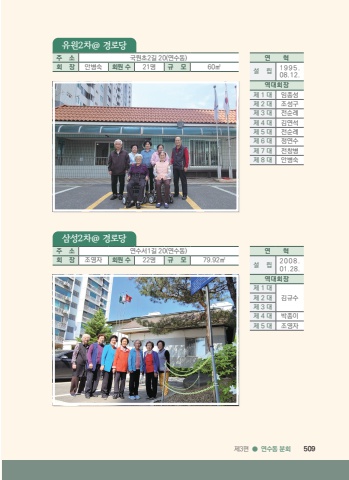 유원2차@ 경로당
주 소 국원초2길 20(연수동)
회 장 안병숙 회원 수 21명 규 모 60㎡
연 혁
설 립 1995. 08.12.
역대회장
제 1 대 임종섬
제 2 대 조성구
제 3 대 전순례
제 4 대 김연석
제 5 대 전순례
제 6 대 정연수
제 7 대 전창병
제 8 대 안병숙
삼성2차@ 경로당
주 소 연수서1길 20(연수동)
회 장 조영자 회원 수 22명 규 모 79.92㎡
연 혁
설 립 2008. 01.28.
역대회장
제 1 대
제 2 대 김규수
제 3 대
제 4 대 박종미
제 5 대 조영자
제3편 ● 연수동 문화 509